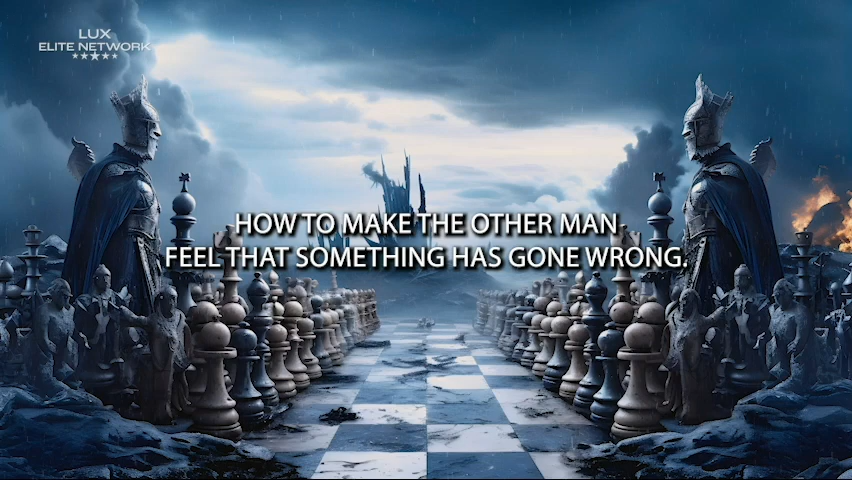 LUX
ELITE NETWORK
HOW TO MAKE THE OTHER MAN
FEEL THAT SOMETHING HAS GONE WRONG.